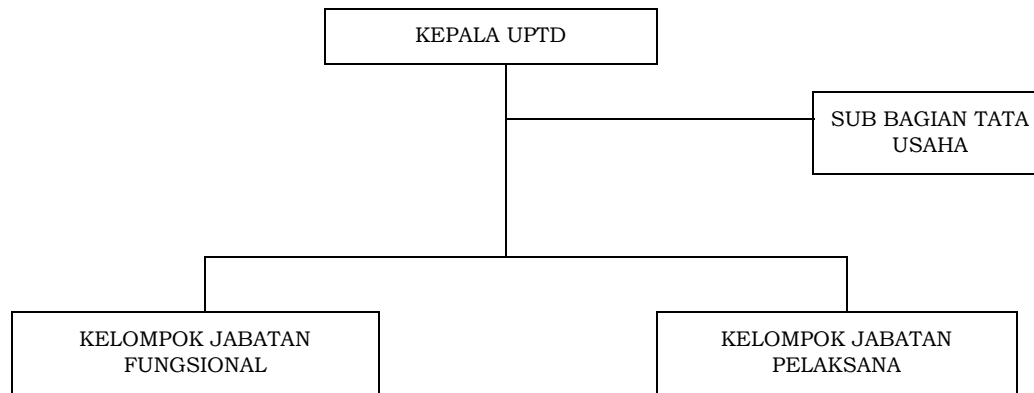 KEPALA UPTD
SUB BAGIAN TATA
USAHA
KELOMPOK JABATAN
FUNGSIONAL
KELOMPOK JABATAN
PELAKSANA